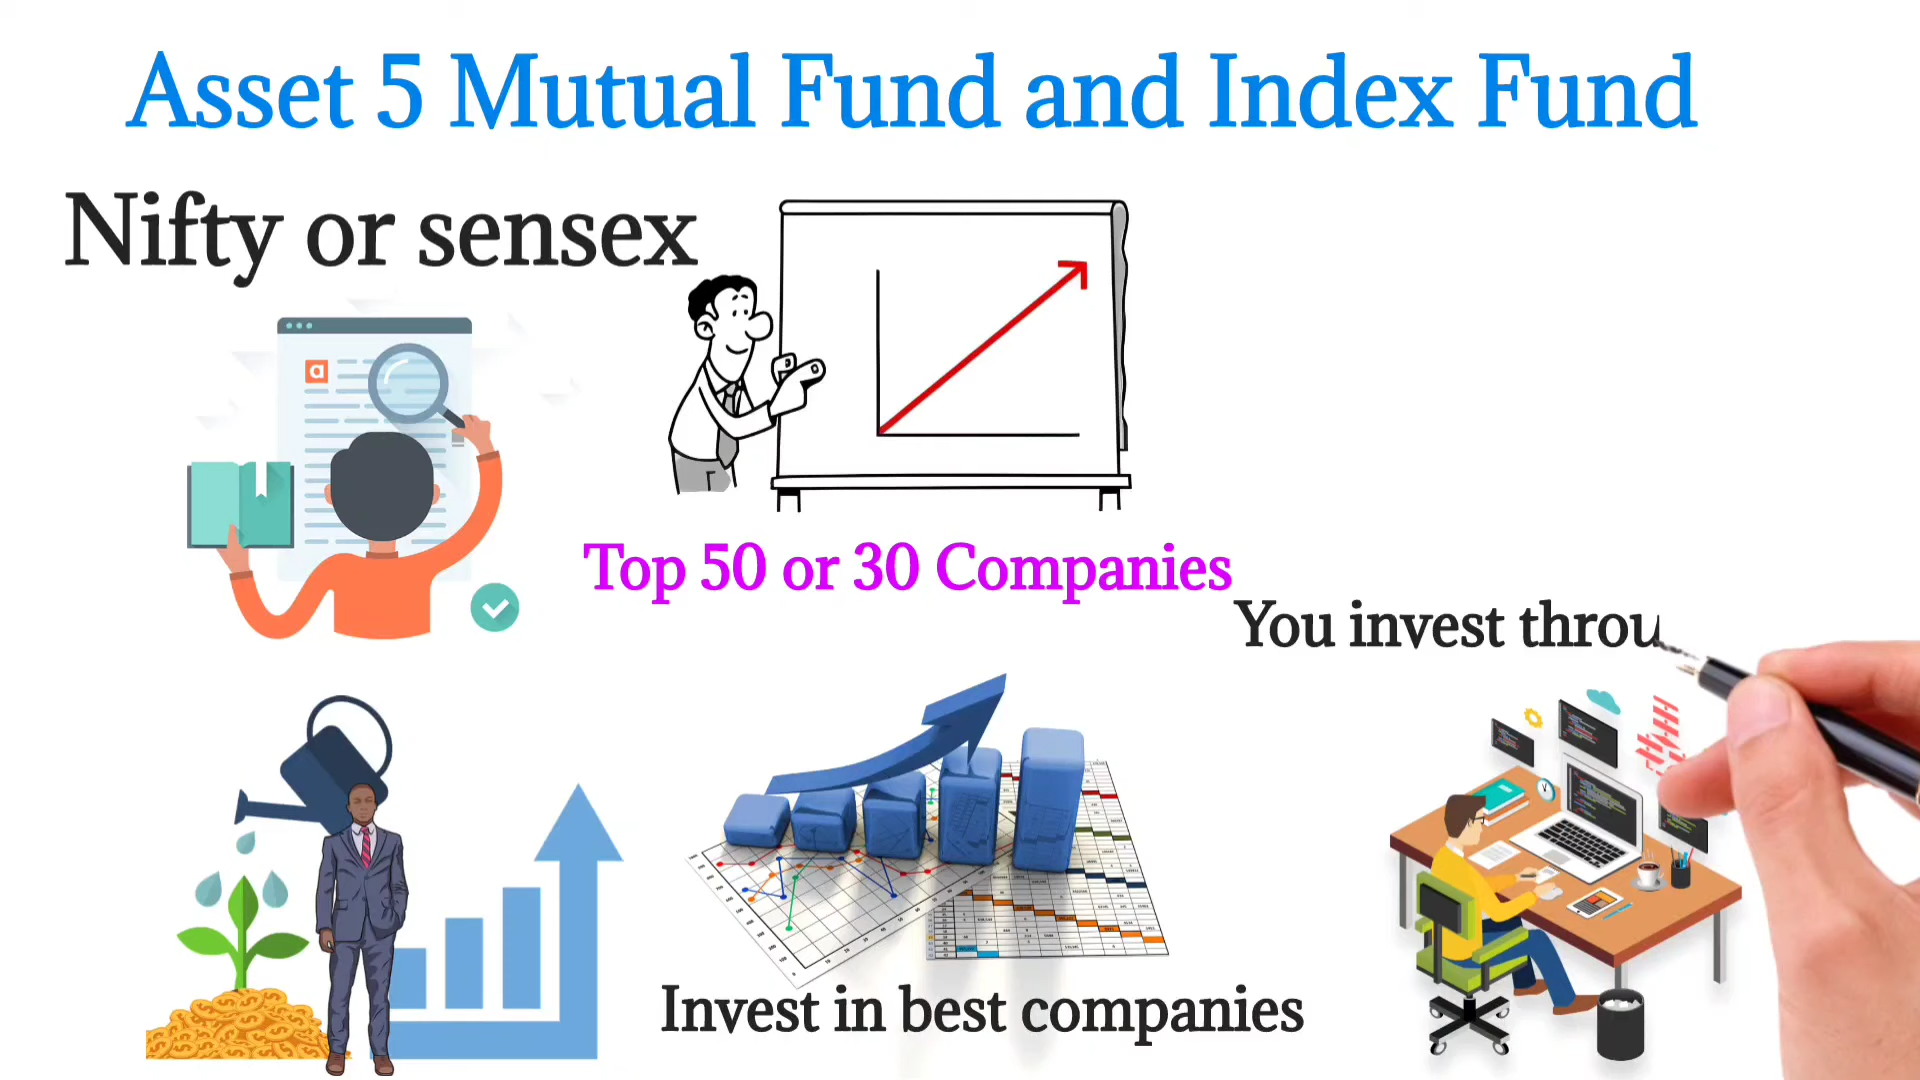 Asset 5 Mutual Fund and Index Fund
Nifty or sensex
a
Top 50 or 30 Companies
You invest throu
Invest in best companies